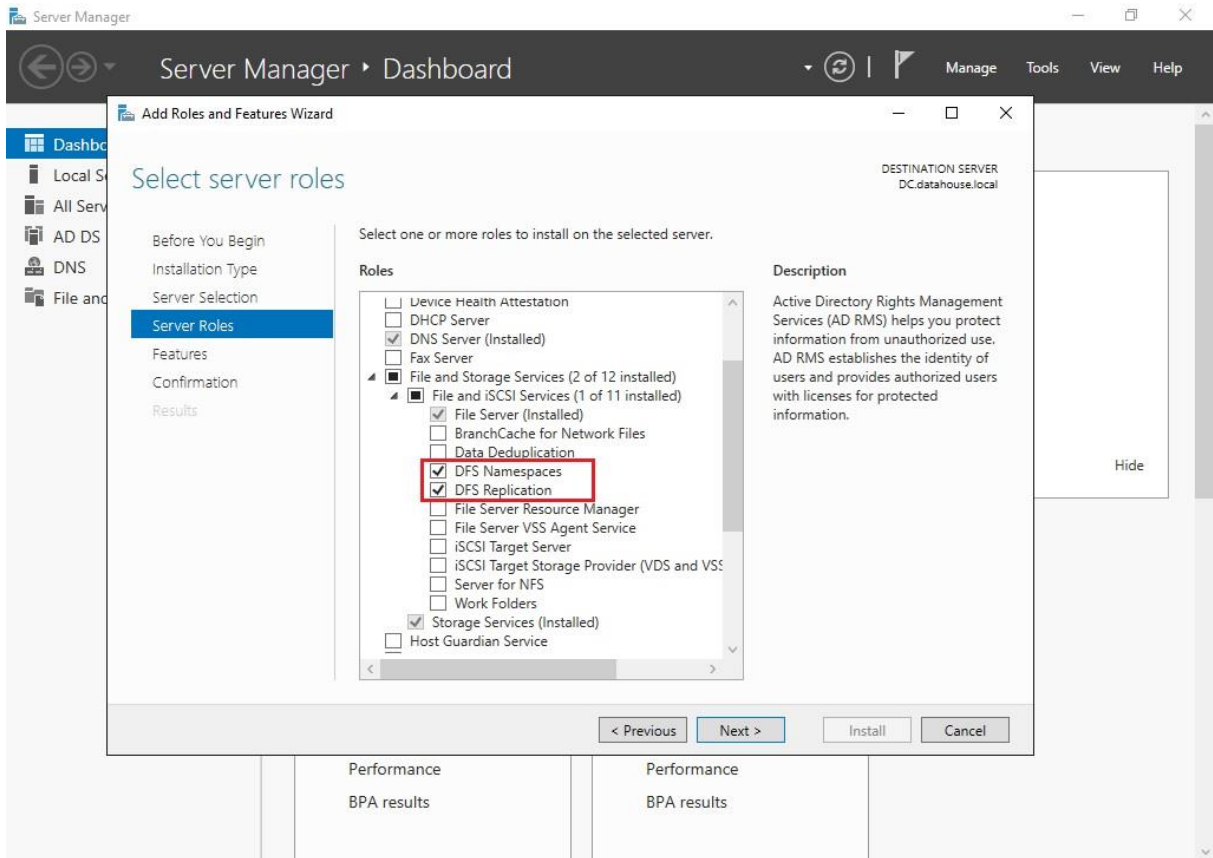 Server Manager
Server Manager ‣ Dashboard
Manage Tools View Help
Add Roles and Features Wizard
Dashbc
Local Se
All Serv
AD DS
DNS
File and
Select server roles
DESTINATION SERVER
DC.datahouse.local
Before You Begin
Installation Type
Server Selection
Server Roles
Features
Confirmation
Results
Select one or more roles to install on the selected server.
Roles
Device Health Attestation
DHCP Server
DNS Server (Installed)
Fax Server
File and Storage Services (2 of 12 installed)
File and iSCSI Services (1 of 11 installed)
File Server (Installed)
BranchCache for Network Files
Data Deduplication
DFS Namespaces
DFS Replication
File Server Resource Manager
File Server VSS Agent Service
iSCSI Target Server
iSCSI Target Storage Provider (VDS and VSS
Server for NFS
Work Folders
Storage Services (Installed)
Host Guardian Service
Description
Active Directory Rights Management
Services (AD RMS) helps you protect
information from unauthorized use.
AD RMS establishes the identity of
users and provides authorized users
with licenses for protected
information.
Hide
< Previous Next > Install Cancel
Performance Performance
BPA results BPA results